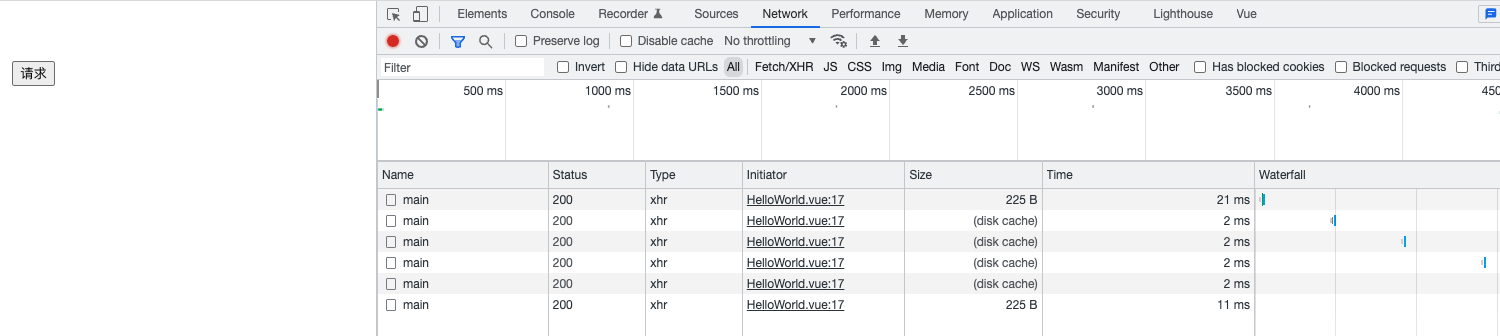 Elements Console Recorder Sources Network Performance Memory Application Security Lighthouse Vue
Preserve log Disable cache No throttling
请求
Filter Invert Hide data URLs All Fetch/XHR JS CSS Img Media Font Doc WS Wasm Manifest Other Has blocked cookies Blocked requests Third
500 ms 1000 ms 1500 ms 2000 ms 2500 ms 3000 ms 3500 ms 4000 ms 450
Name Status Type Initiator Size Time Waterfall
main 200 xhr HelloWorld.vue:17 225 B 21 ms
main 200 xhr HelloWorld.vue:17 (disk cache) 2 ms
main 200 xhr HelloWorld.vue:17 (disk cache) 2 ms
main 200 xhr HelloWorld.vue:17 (disk cache) 2 ms
main 200 xhr HelloWorld.vue:17 (disk cache) 2 ms
main 200 xhr HelloWorld.vue:17 225 B 11 ms